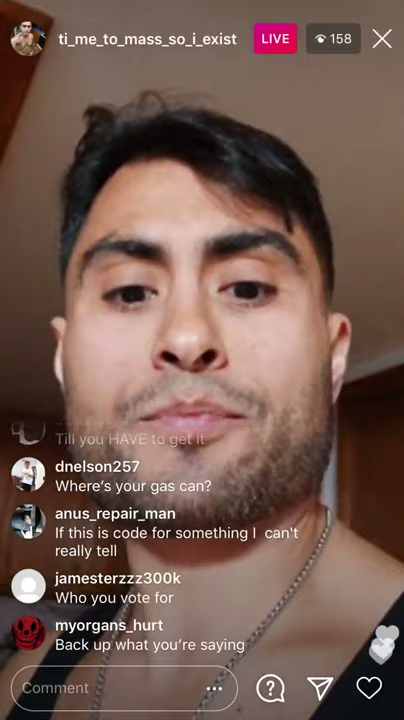 ti_me_to_mass_so_i_exist
LIVE
158
Till you HAVE to get it
dnelson257
Where's your gas can?
anus_repair_man
If this is code for something I can't
really tell
jamesterzzz300k
Who you vote for
myorgans_hurt
Back up what you're saying
Comment